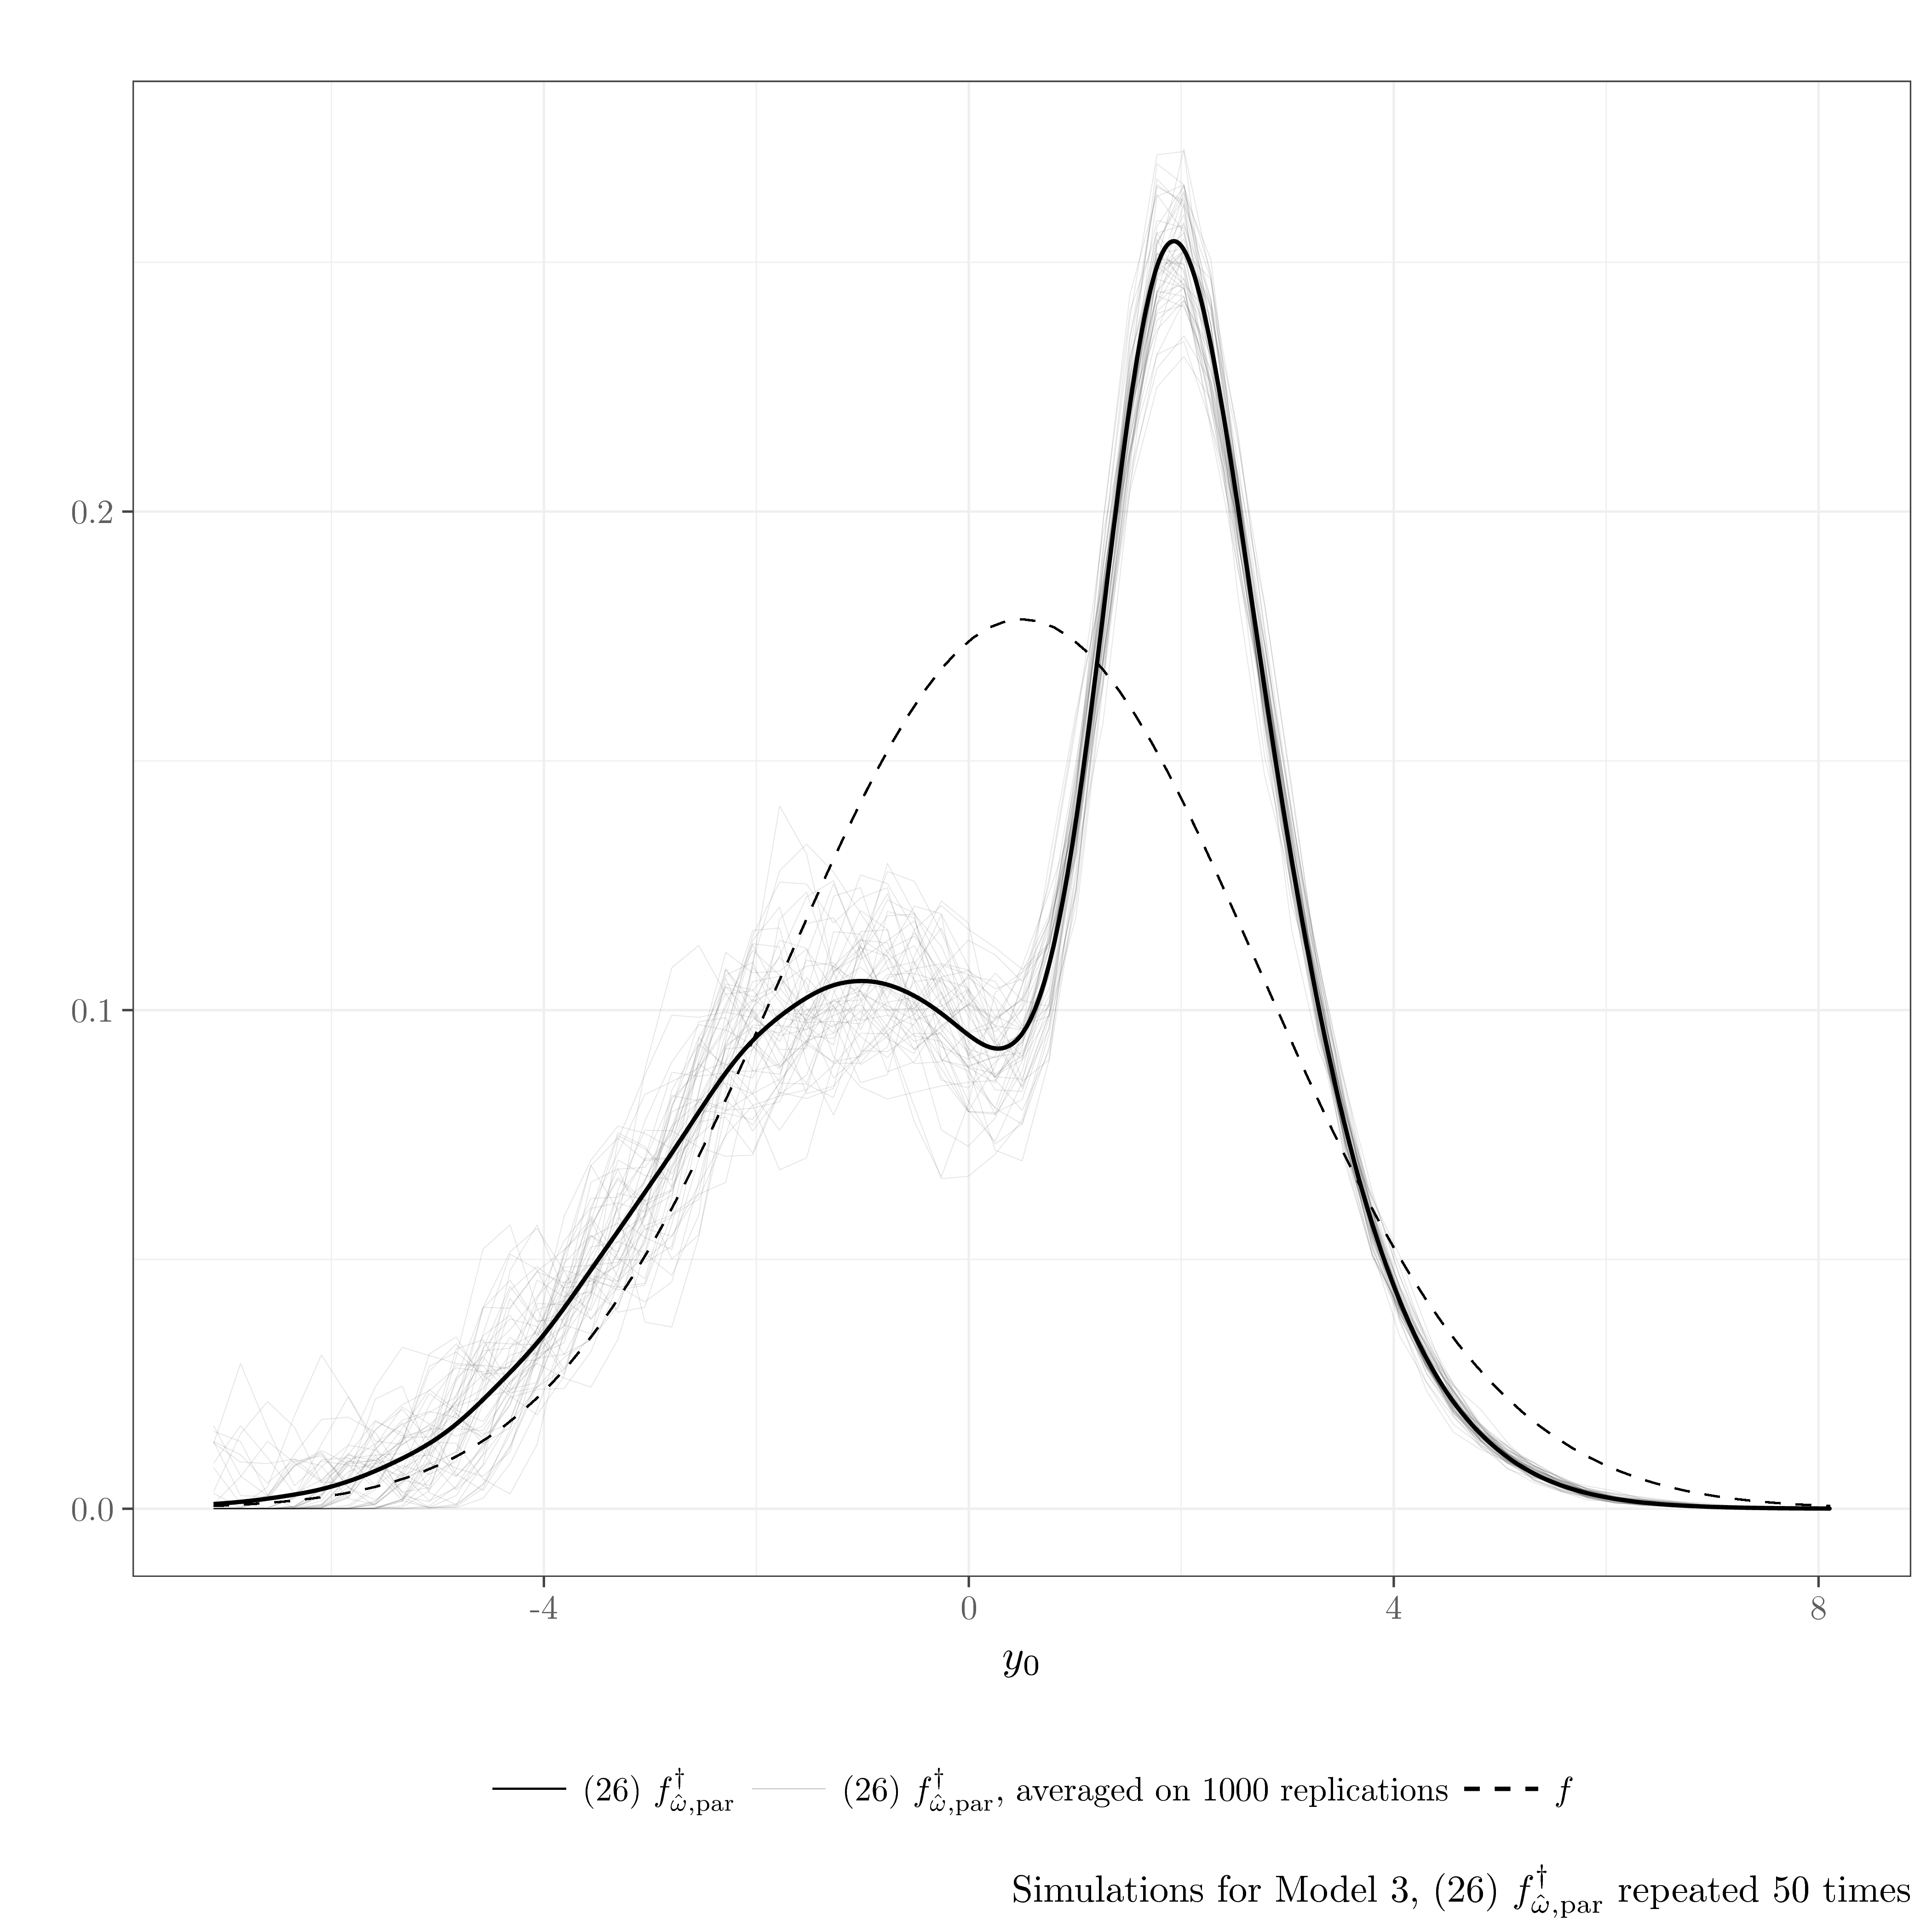 0.2
0.1
0.0
-4 0 4 8
y₀
(26) f†ω̂,par (26) f†ω̂,par, averaged on 1000 replications f
Simulations for Model 3, (26) f†ω̂,par repeated 50 times